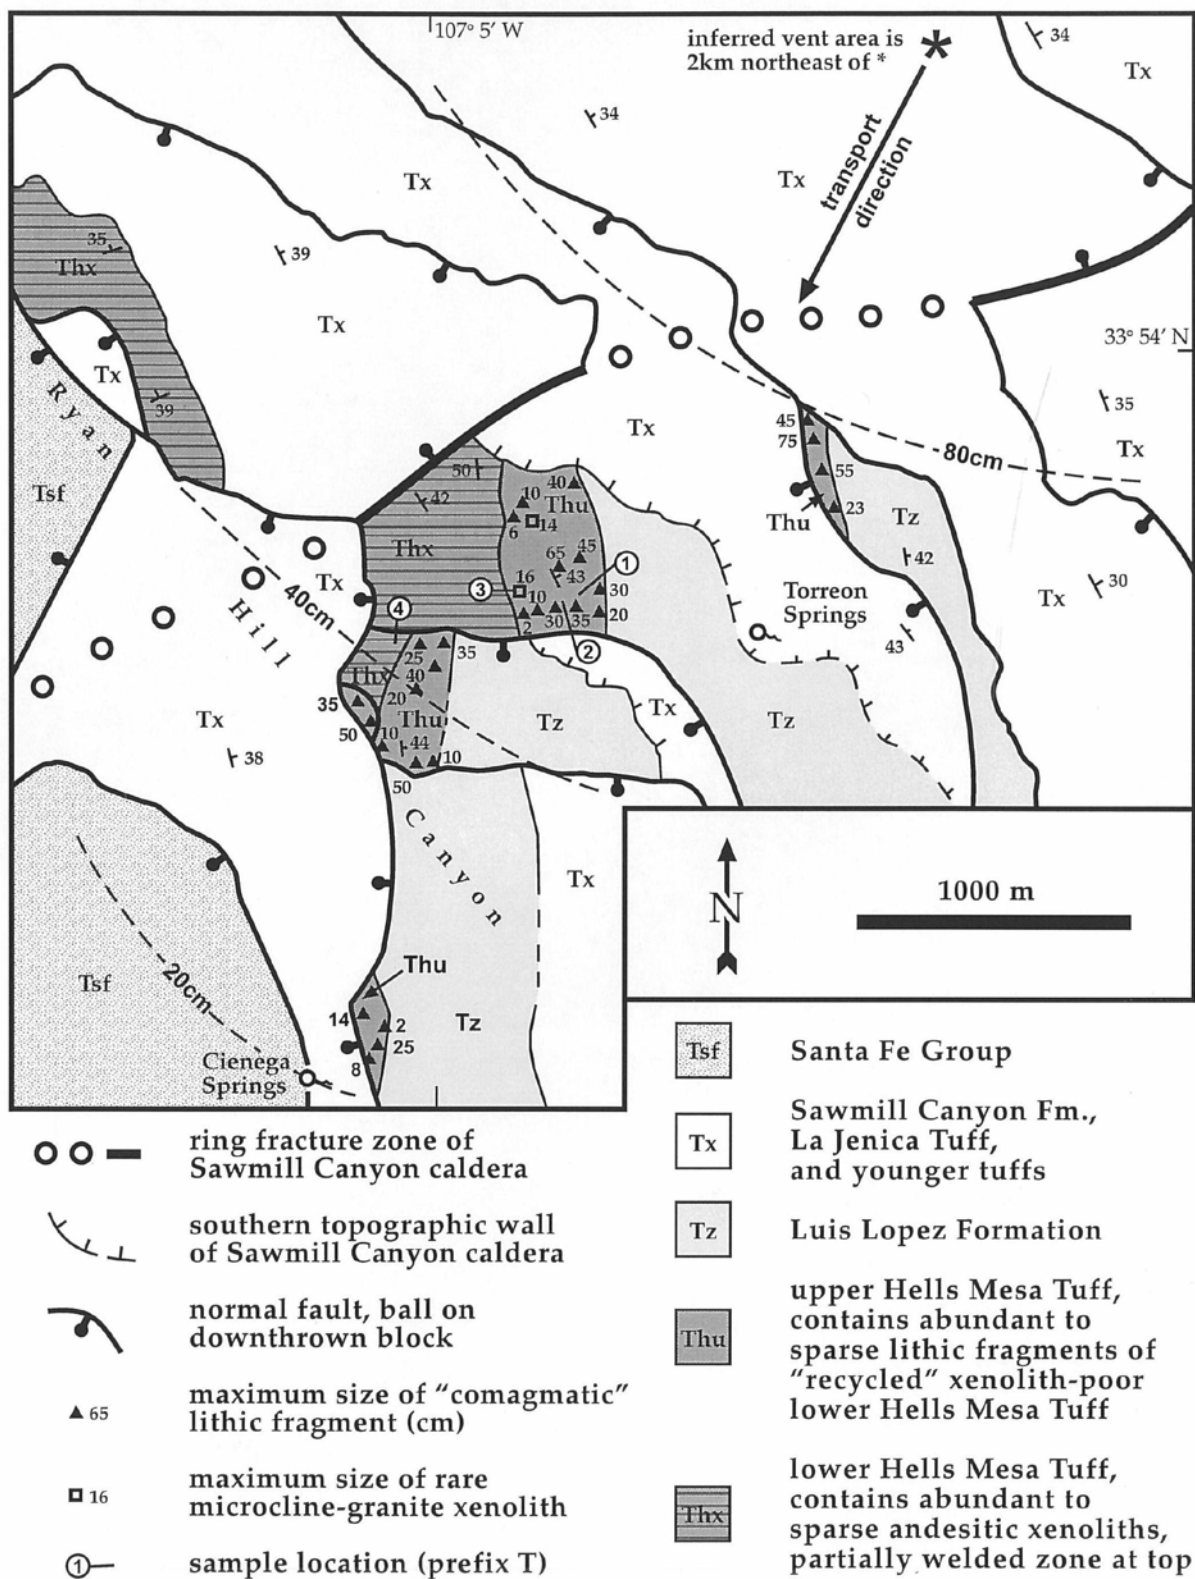 107° 5′ W
inferred vent area is
2km northeast of *
*
34
Tx
34
transport
direction
Tx
Tx
35
Thx
39
Tx
33° 54′ N
Tx
39
Ryan
Tsf
Tx
35
Tx
80cm
45
75
55
23
Thu
Tz
42
50
42
40
10
Thu
14
6
Thx
65
45
43
1
16
3
10
30
2
30
35
20
2
Torreon
Springs
30
Tx
43
Tx
40cm
Hill
4
25
35
40
Thx
20
35
Thu
50
10
44
10
50
Tz
Tx
Tz
Tx
38
Canyon
Tx
N
1000 m
Tsf
20cm
Thu
14
2
25
8
Tz
Cienega
Springs
ring fracture zone of
Sawmill Canyon caldera
southern topographic wall
of Sawmill Canyon caldera
normal fault, ball on
downthrown block
65
maximum size of “comagmatic”
lithic fragment (cm)
16
maximum size of rare
microcline-granite xenolith
1
sample location (prefix T)
Tsf
Santa Fe Group
Tx
Sawmill Canyon Fm.,
La Jenica Tuff,
and younger tuffs
Tz
Luis Lopez Formation
Thu
upper Hells Mesa Tuff,
contains abundant to
sparse lithic fragments of
“recycled” xenolith-poor
lower Hells Mesa Tuff
Thx
lower Hells Mesa Tuff,
contains abundant to
sparse andesitic xenoliths,
partially welded zone at top